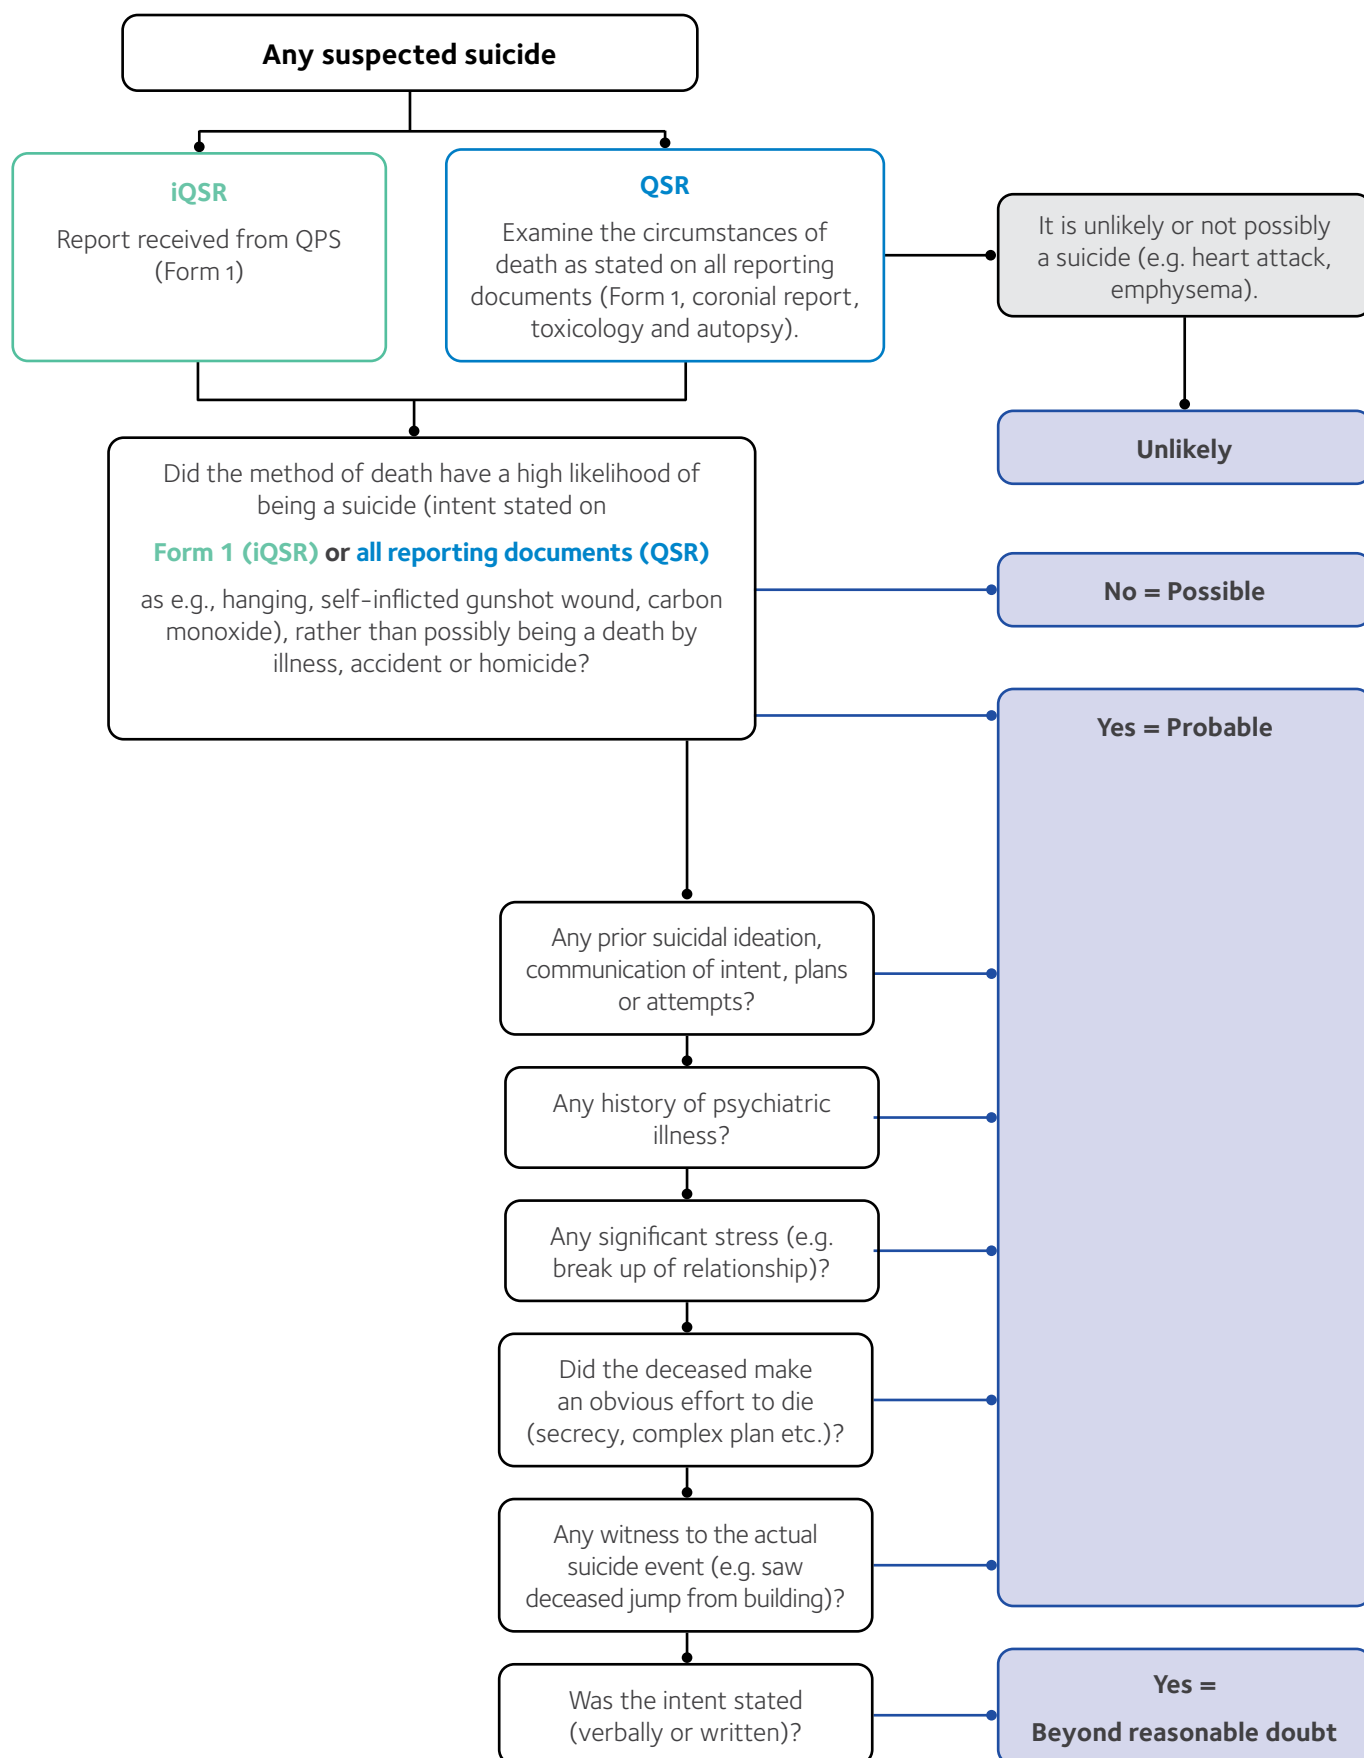 Any suspected suicide
iQSR
Report received from QPS
(Form 1)
QSR
Examine the circumstances of
death as stated on all reporting
documents (Form 1, coronial report,
toxicology and autopsy).
It is unlikely or not possibly
a suicide (e.g. heart attack,
emphysema).
Unlikely
Did the method of death have a high likelihood of
being a suicide (intent stated on
Form 1 (iQSR) or all reporting documents (QSR)
as e.g., hanging, self-inflicted gunshot wound, carbon
monoxide), rather than possibly being a death by
illness, accident or homicide?
No = Possible
Yes = Probable
Any prior suicidal ideation,
communication of intent, plans
or attempts?
Any history of psychiatric
illness?
Any significant stress (e.g.
break up of relationship)?
Did the deceased make
an obvious effort to die
(secrecy, complex plan etc.)?
Any witness to the actual
suicide event (e.g. saw
deceased jump from building)?
Was the intent stated
(verbally or written)?
Yes =
Beyond reasonable doubt